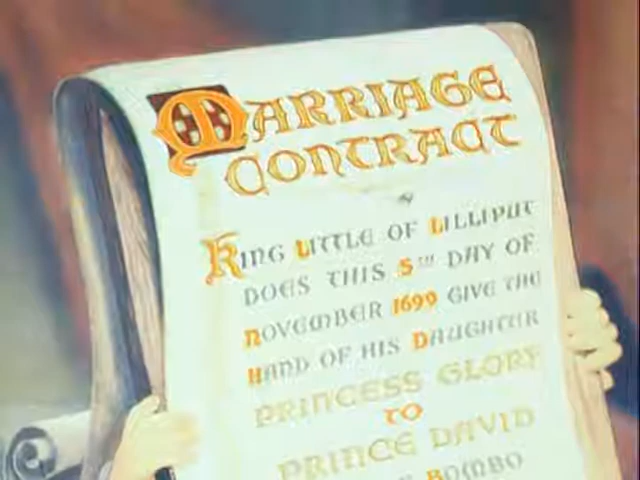 MARRIAGE
CONTRACT
KING LITTLE OF LILLIPUT
DOES THIS 5TH DAY OF
NOVEMBER 1699 GIVE THE
HAND OF HIS DAUGHTER
PRINCESS GLORY
TO
PRINCE DAVID
BOMBO